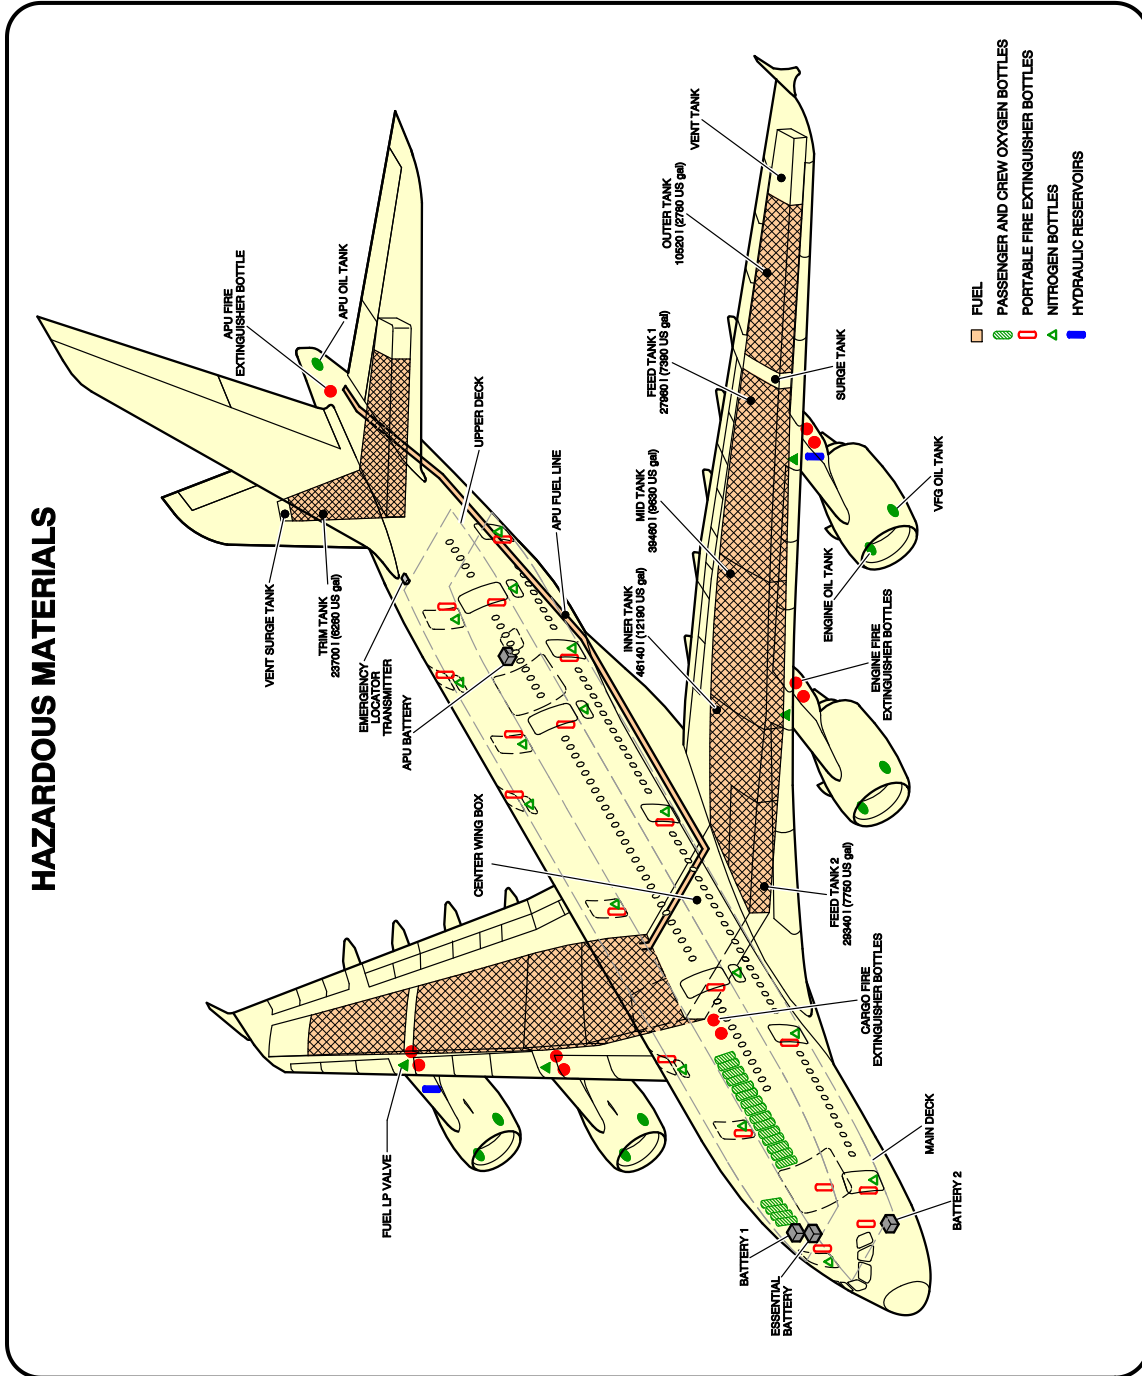 HAZARDOUS MATERIALS
VENT SURGE TANK
TRIM TANK
23700 l (6260 US gal)
EMERGENCY
LOCATOR
TRANSMITTER
APU BATTERY
APU FIRE
EXTINGUISHER BOTTLE
APU OIL TANK
UPPER DECK
APU FUEL LINE
CENTER WING BOX
FUEL LP VALVE
INNER TANK
46140 l (12190 US gal)
MID TANK
39460 l (9630 US gal)
FEED TANK 1
27960 l (7390 US gal)
OUTER TANK
10520 l (2780 US gal)
VENT TANK
SURGE TANK
VFG OIL TANK
ENGINE OIL TANK
ENGINE FIRE
EXTINGUISHER BOTTLES
FEED TANK 2
29340 l (7750 US gal)
CARGO FIRE
EXTINGUISHER BOTTLES
MAIN DECK
BATTERY 2
BATTERY 1
ESSENTIAL
BATTERY
FUEL
PASSENGER AND CREW OXYGEN BOTTLES
PORTABLE FIRE EXTINGUISHER BOTTLES
NITROGEN BOTTLES
HYDRAULIC RESERVOIRS